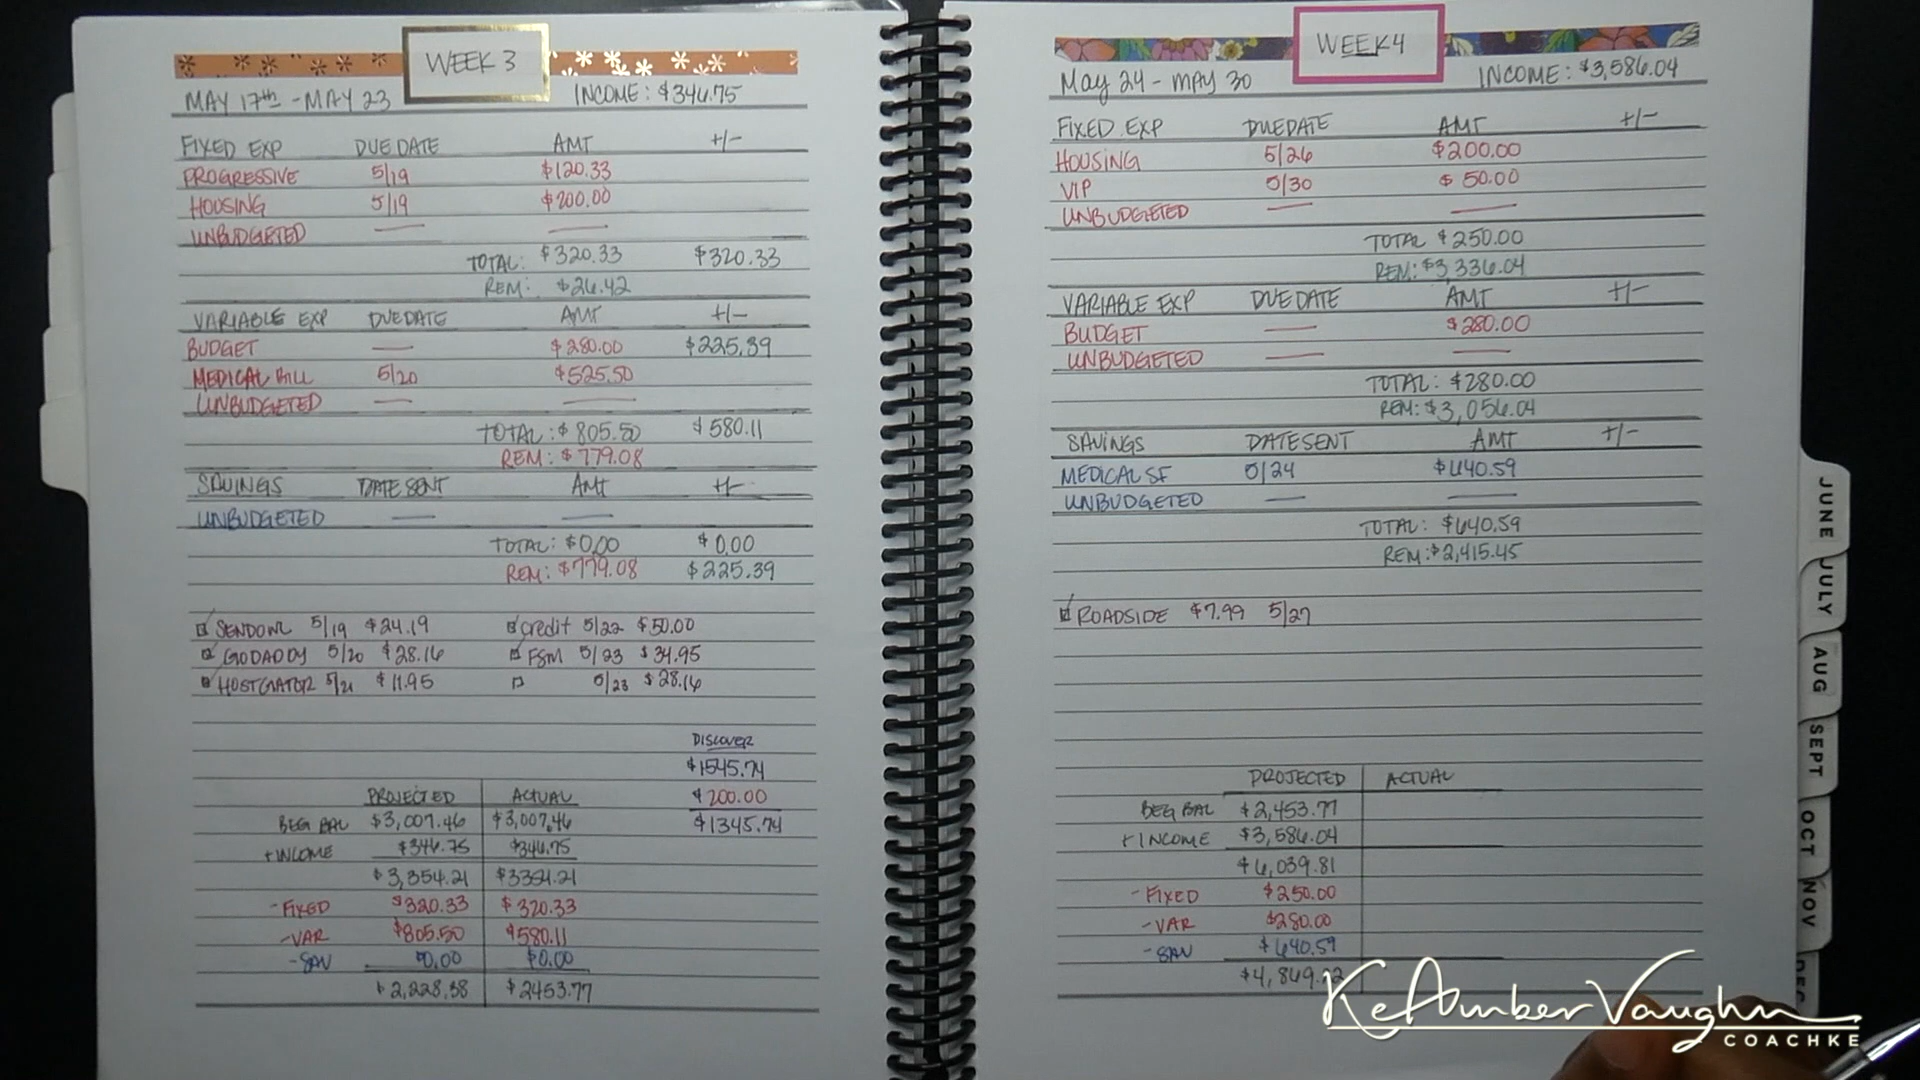 WEEK 3
MAY 17th - MAY 23 INCOME: $346.75
FIXED EXP DUE DATE AMT +/-
PROGRESSIVE 5/19 $120.33
HOUSING 5/19 $200.00
UNBUDGETED — —
TOTAL: $320.33 $320.33
REM: $26.42
VARIABLE EXP DUE DATE AMT +/-
BUDGET — $280.00 $225.39
MEDICAL BILL 5/20 $525.50
UNBUDGETED — —
TOTAL: $805.50 $580.11
REM: $779.08
SAVINGS DATE SENT AMT +/-
UNBUDGETED — —
TOTAL: $0.00 $0.00
REM: $779.08 $225.39
SENDOWL 5/19 $24.19 Credit 5/22 $50.00
GODADDY 5/20 $28.16 FSM 5/23 $34.95
HOSTGATOR 5/21 $11.95 5/23 $28.16
DISCOVER
$1545.74
$200.00
$1345.74
PROJECTED ACTUAL
BEG BAL $3,007.46 $3,007.46
+INCOME $346.75 $346.75
$3,354.21 $3354.21
-FIXED $320.33 $320.33
-VAR $805.50 $580.11
-SAV $0.00 $0.00
$2,228.38 $2453.77
WEEK 4
May 24 - MAY 30 INCOME: $3,586.04
FIXED EXP DUE DATE AMT +/-
HOUSING 5/26 $200.00
VIP 5/30 $50.00
UNBUDGETED — —
TOTAL $250.00
REM: $3,336.04
VARIABLE EXP DUE DATE AMT +/-
BUDGET — $280.00
UNBUDGETED — —
TOTAL: $280.00
REM: $3,056.04
SAVINGS DATE SENT AMT +/-
MEDICAL SF 5/24 $640.59
UNBUDGETED — —
TOTAL: $640.59
REM: $2,415.45
ROADSIDE $7.99 5/27
PROJECTED ACTUAL
BEG BAL $2,453.77
+ INCOME $3,586.04
$6,039.81
-FIXED $250.00
-VAR $280.00
-SAV $640.59
JUNE
JULY
AUG
SEPT
OCT
NOV
DEC
KeAmber Vaughn
COACHKE